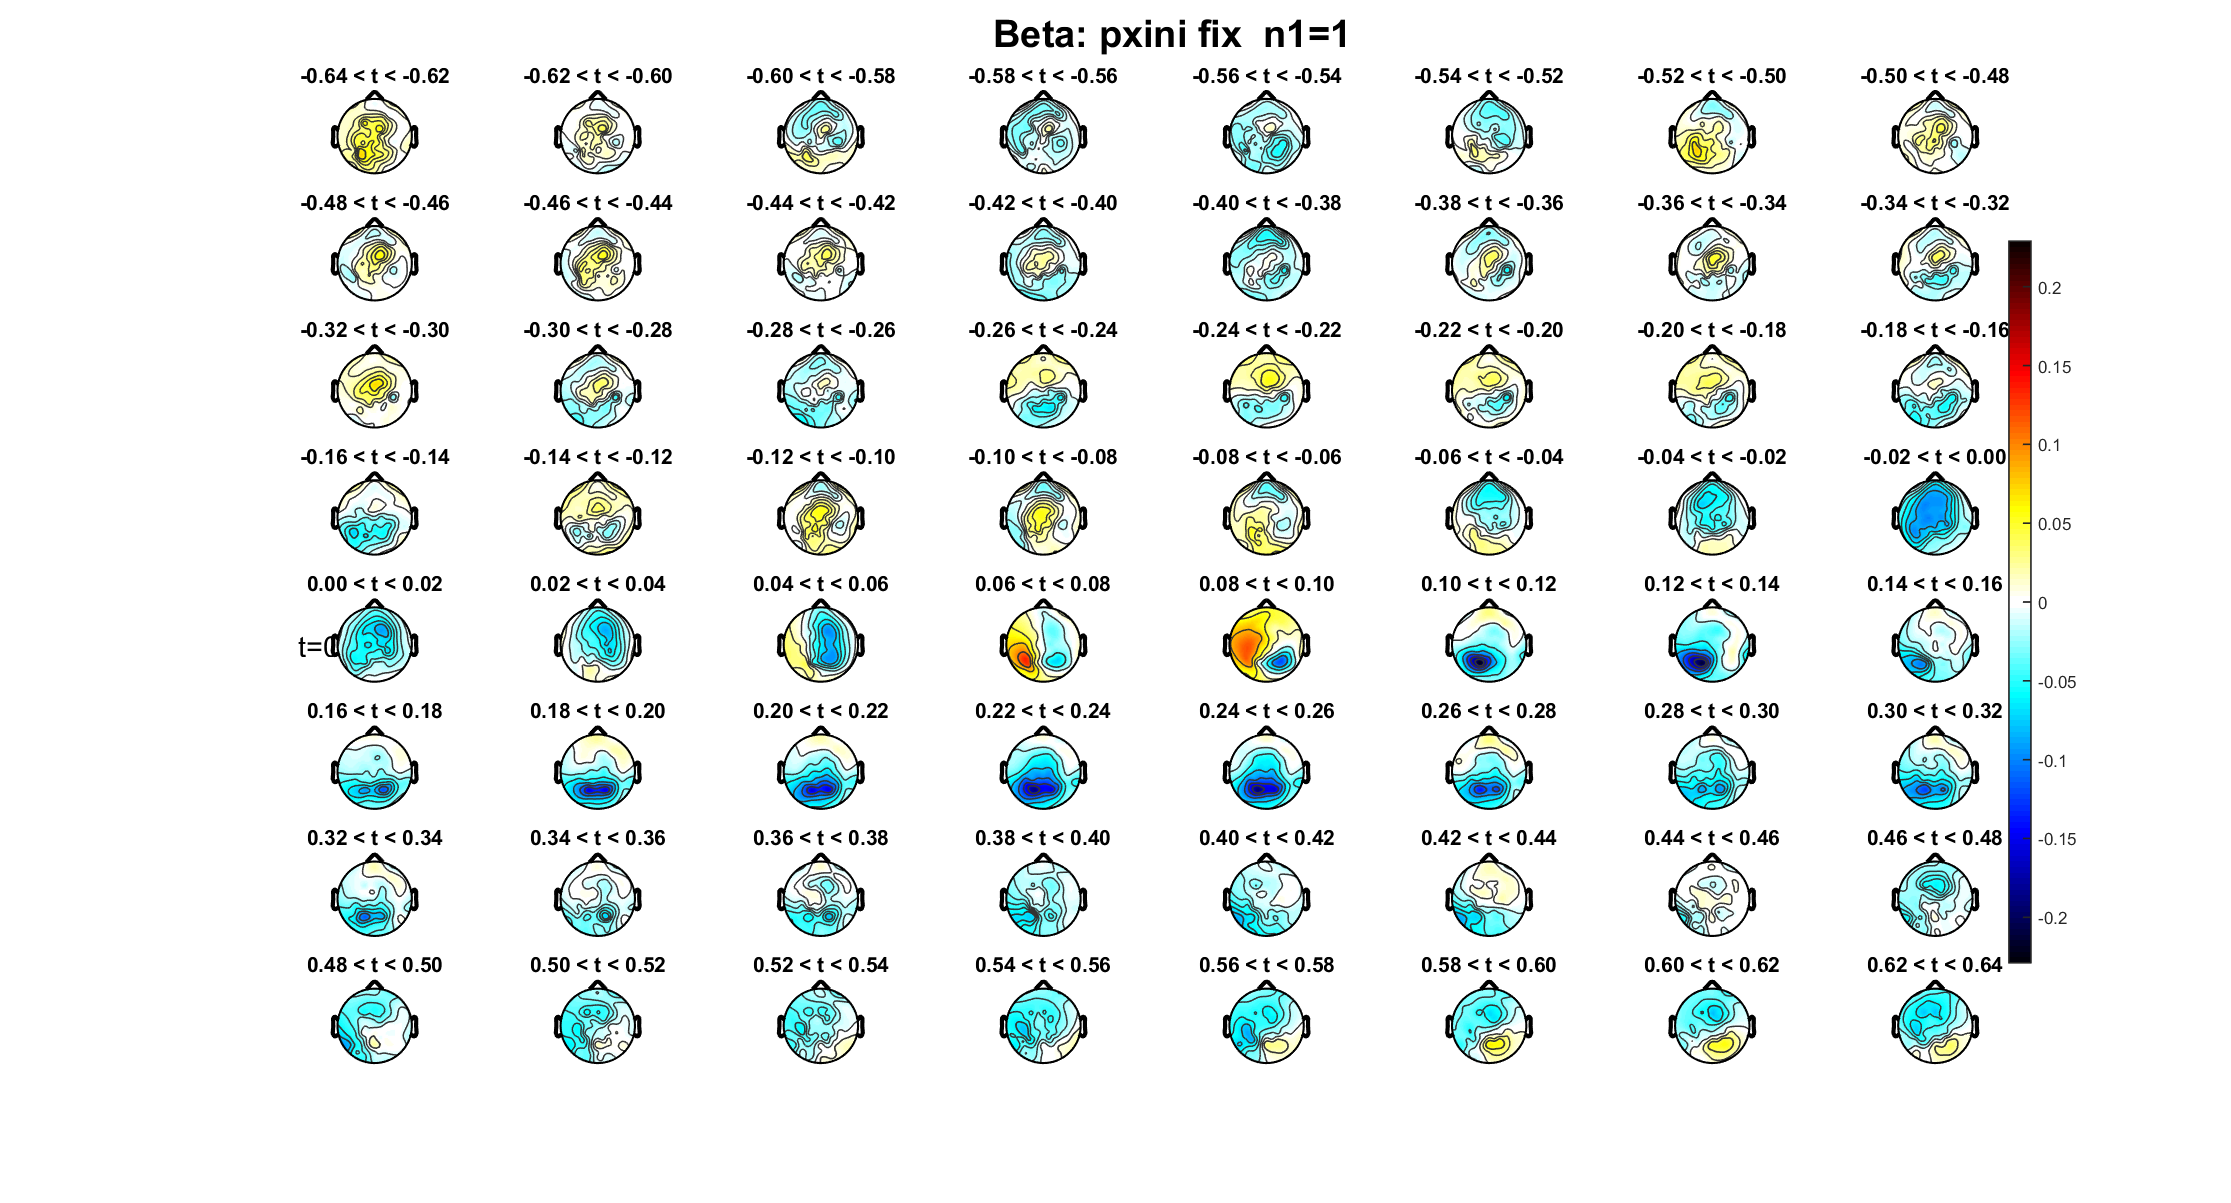 Beta: pxini fix  n1=1
-0.64 < t < -0.62 -0.62 < t < -0.60 -0.60 < t < -0.58 -0.58 < t < -0.56 -0.56 < t < -0.54 -0.54 < t < -0.52 -0.52 < t < -0.50 -0.50 < t < -0.48
-0.48 < t < -0.46 -0.46 < t < -0.44 -0.44 < t < -0.42 -0.42 < t < -0.40 -0.40 < t < -0.38 -0.38 < t < -0.36 -0.36 < t < -0.34 -0.34 < t < -0.32
-0.32 < t < -0.30 -0.30 < t < -0.28 -0.28 < t < -0.26 -0.26 < t < -0.24 -0.24 < t < -0.22 -0.22 < t < -0.20 -0.20 < t < -0.18 -0.18 < t < -0.16
-0.16 < t < -0.14 -0.14 < t < -0.12 -0.12 < t < -0.10 -0.10 < t < -0.08 -0.08 < t < -0.06 -0.06 < t < -0.04 -0.04 < t < -0.02 -0.02 < t < 0.00
0.00 < t < 0.02 0.02 < t < 0.04 0.04 < t < 0.06 0.06 < t < 0.08 0.08 < t < 0.10 0.10 < t < 0.12 0.12 < t < 0.14 0.14 < t < 0.16
t=0
0.16 < t < 0.18 0.18 < t < 0.20 0.20 < t < 0.22 0.22 < t < 0.24 0.24 < t < 0.26 0.26 < t < 0.28 0.28 < t < 0.30 0.30 < t < 0.32
0.32 < t < 0.34 0.34 < t < 0.36 0.36 < t < 0.38 0.38 < t < 0.40 0.40 < t < 0.42 0.42 < t < 0.44 0.44 < t < 0.46 0.46 < t < 0.48
0.48 < t < 0.50 0.50 < t < 0.52 0.52 < t < 0.54 0.54 < t < 0.56 0.56 < t < 0.58 0.58 < t < 0.60 0.60 < t < 0.62 0.62 < t < 0.64
0.2
0.15
0.1
0.05
0
-0.05
-0.1
-0.15
-0.2